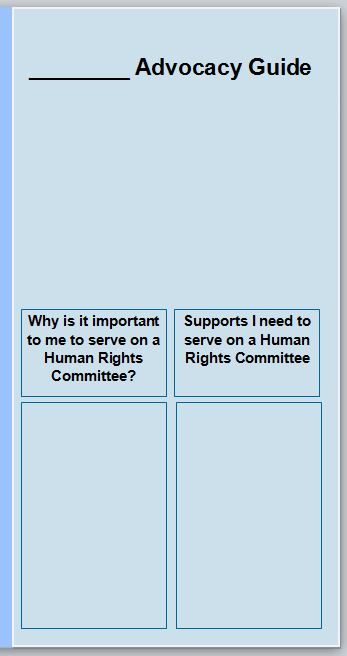 _________ Advocacy Guide
Why is it important
to me to serve on a
Human Rights
Committee?
Supports I need to
serve on a Human
Rights Committee